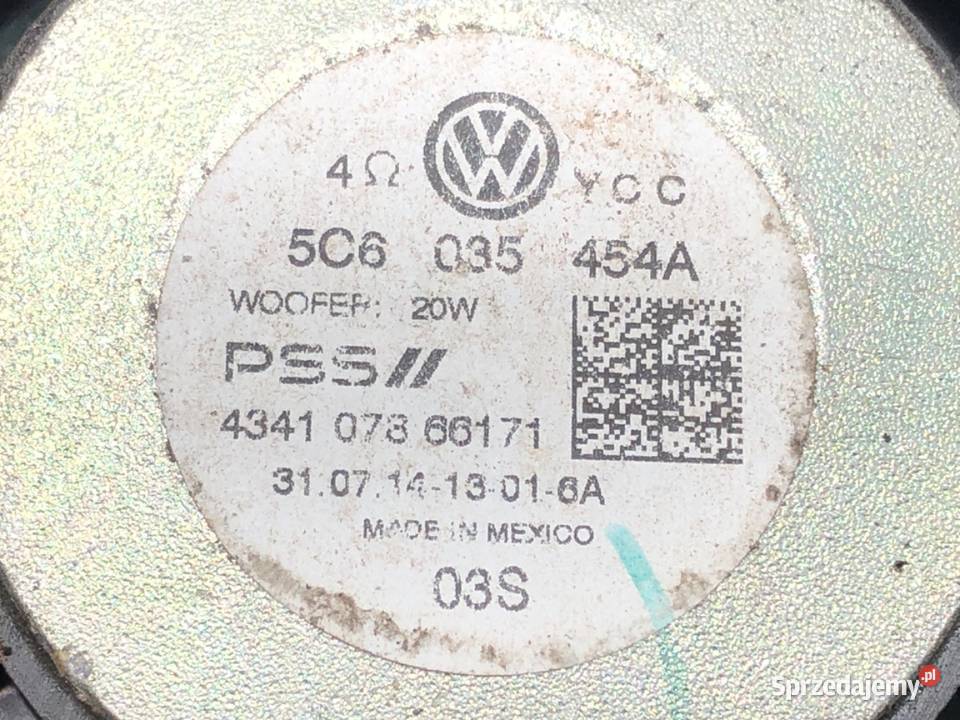 4Ω YCC
5C6 035 454A
WOOFER: 20W
PSS//
4341 078 66171
31.07.14-13-01-6A
MADE IN MEXICO
03S
Sprzedajemy.pl